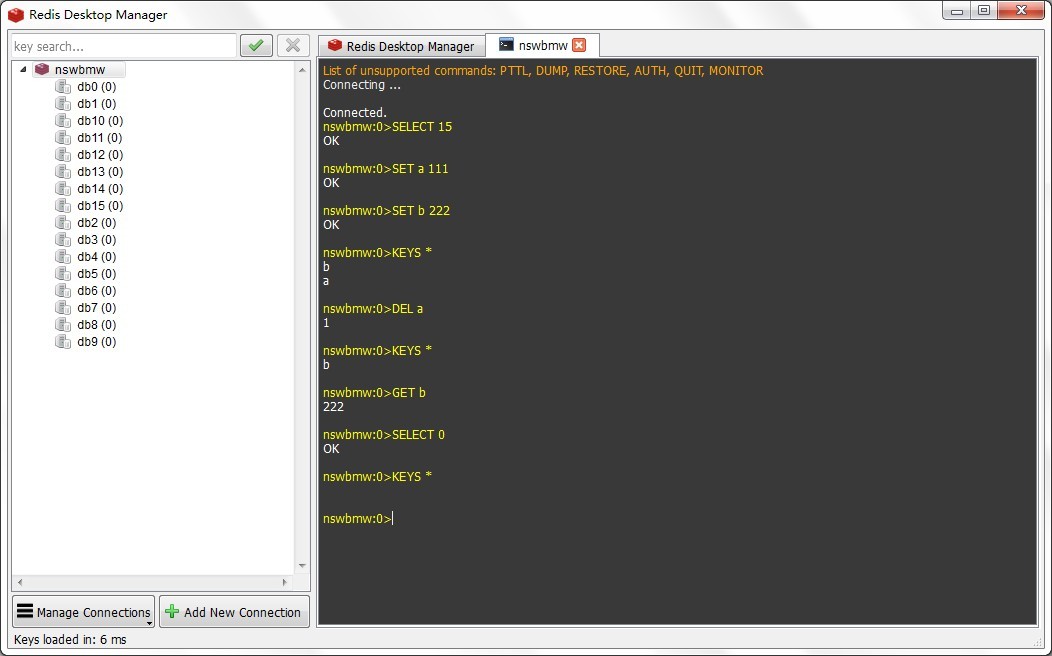 Redis Desktop Manager
key search...
nswbmw
db0 (0)
db1 (0)
db10 (0)
db11 (0)
db12 (0)
db13 (0)
db14 (0)
db15 (0)
db2 (0)
db3 (0)
db4 (0)
db5 (0)
db6 (0)
db7 (0)
db8 (0)
db9 (0)
Manage Connections
Add New Connection
Keys loaded in: 6 ms
Redis Desktop Manager
nswbmw
List of unsupported commands: PTTL, DUMP, RESTORE, AUTH, QUIT, MONITOR
Connecting ...
Connected.
nswbmw:0>SELECT 15
OK
nswbmw:0>SET a 111
OK
nswbmw:0>SET b 222
OK
nswbmw:0>KEYS *
b
a
nswbmw:0>DEL a
1
nswbmw:0>KEYS *
b
nswbmw:0>GET b
222
nswbmw:0>SELECT 0
OK
nswbmw:0>KEYS *
nswbmw:0>